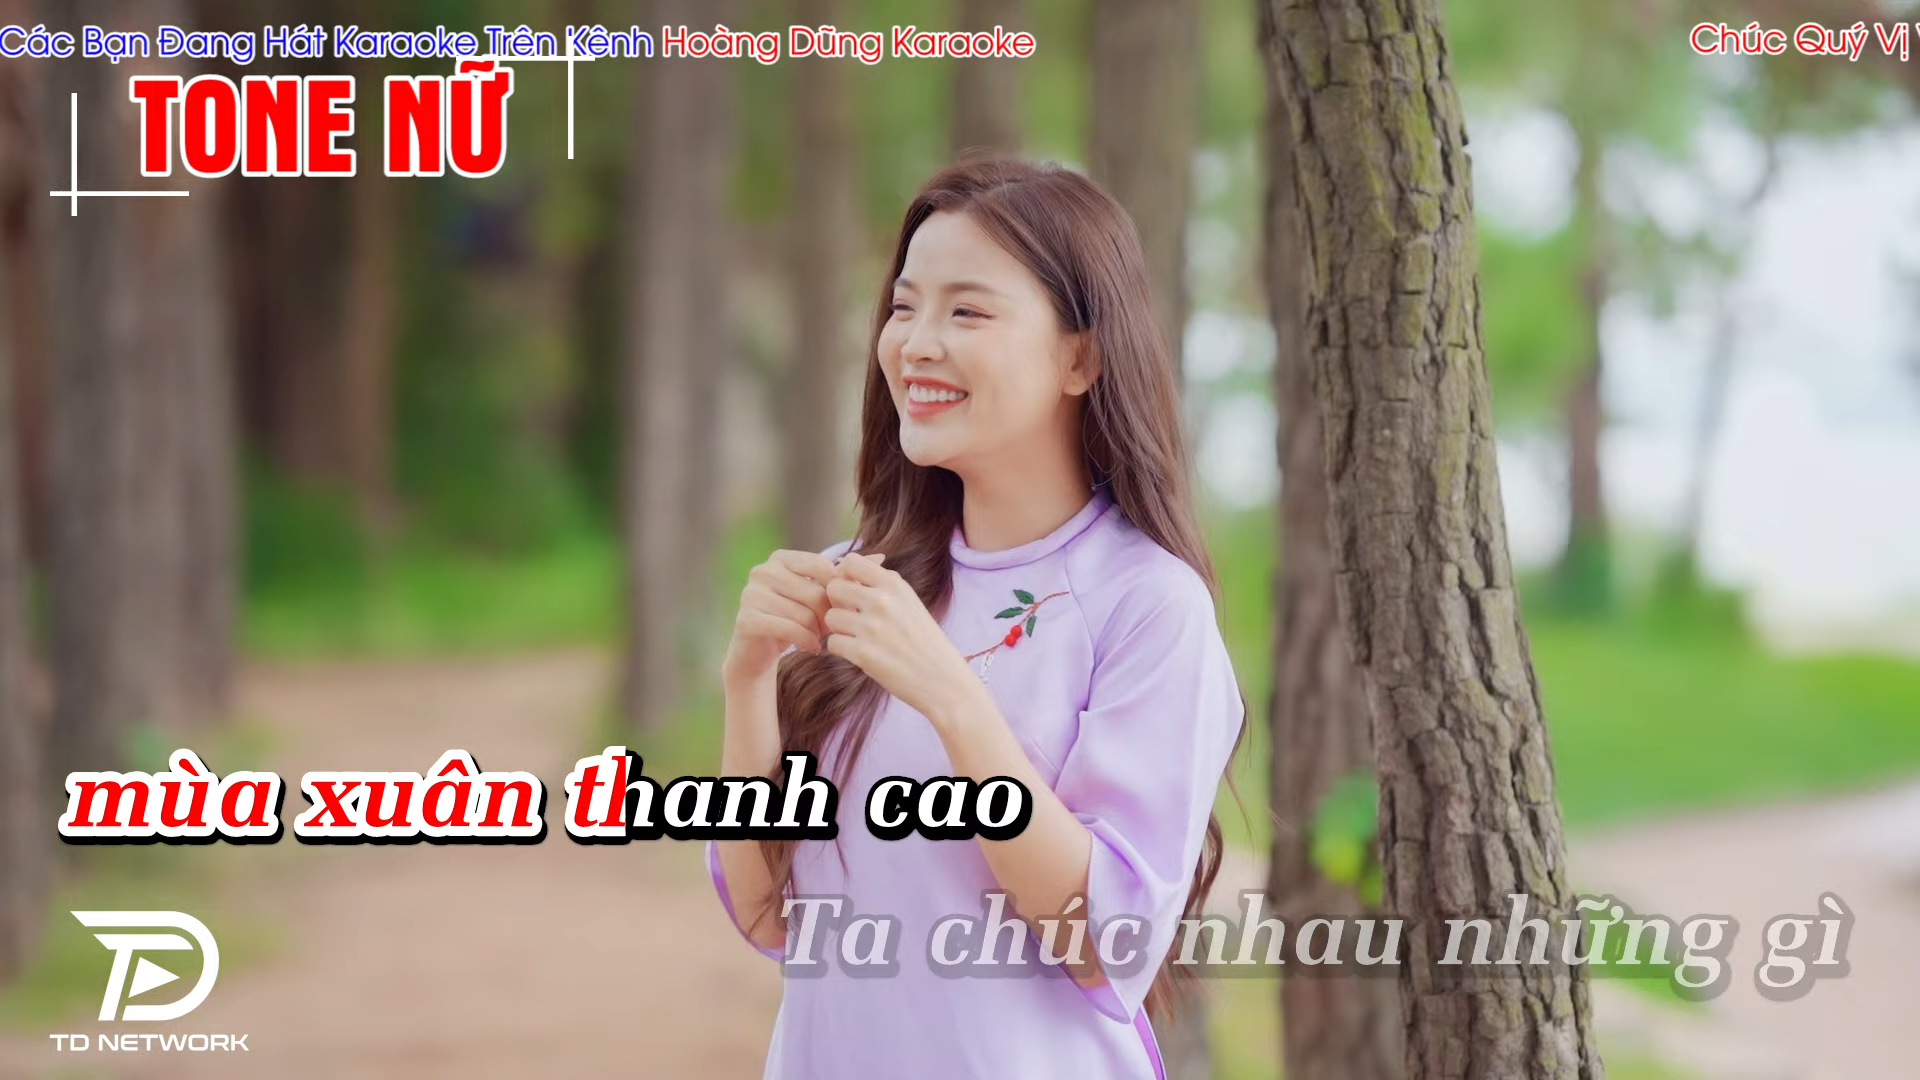 Các Bạn Đang Hát Karaoke Trên Kênh Hoàng Dũng Karaoke
Chúc Quý Vị
TONE NỮ
mùa xuân thanh cao
Ta chúc nhau những gì
TD NETWORK